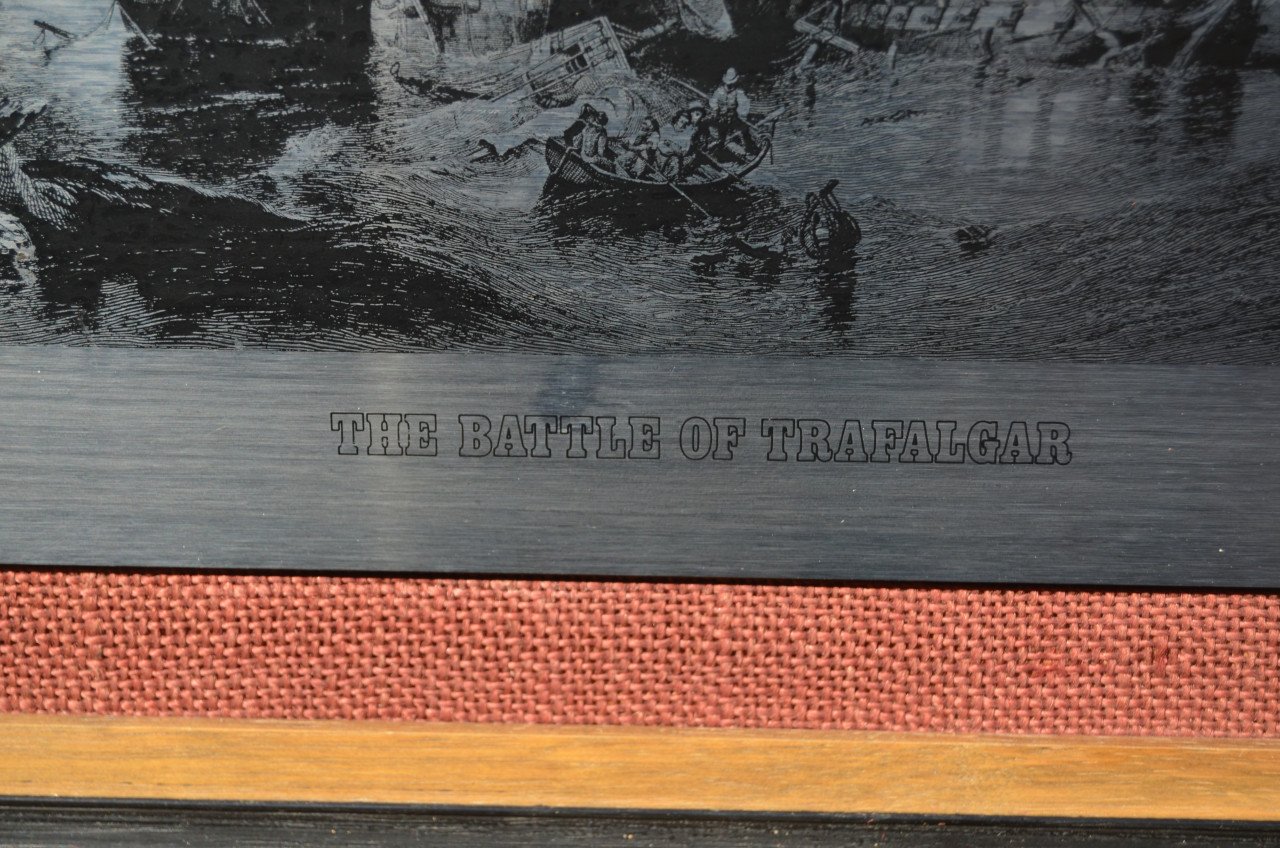 THE BATTLE OF TRAFALGAR